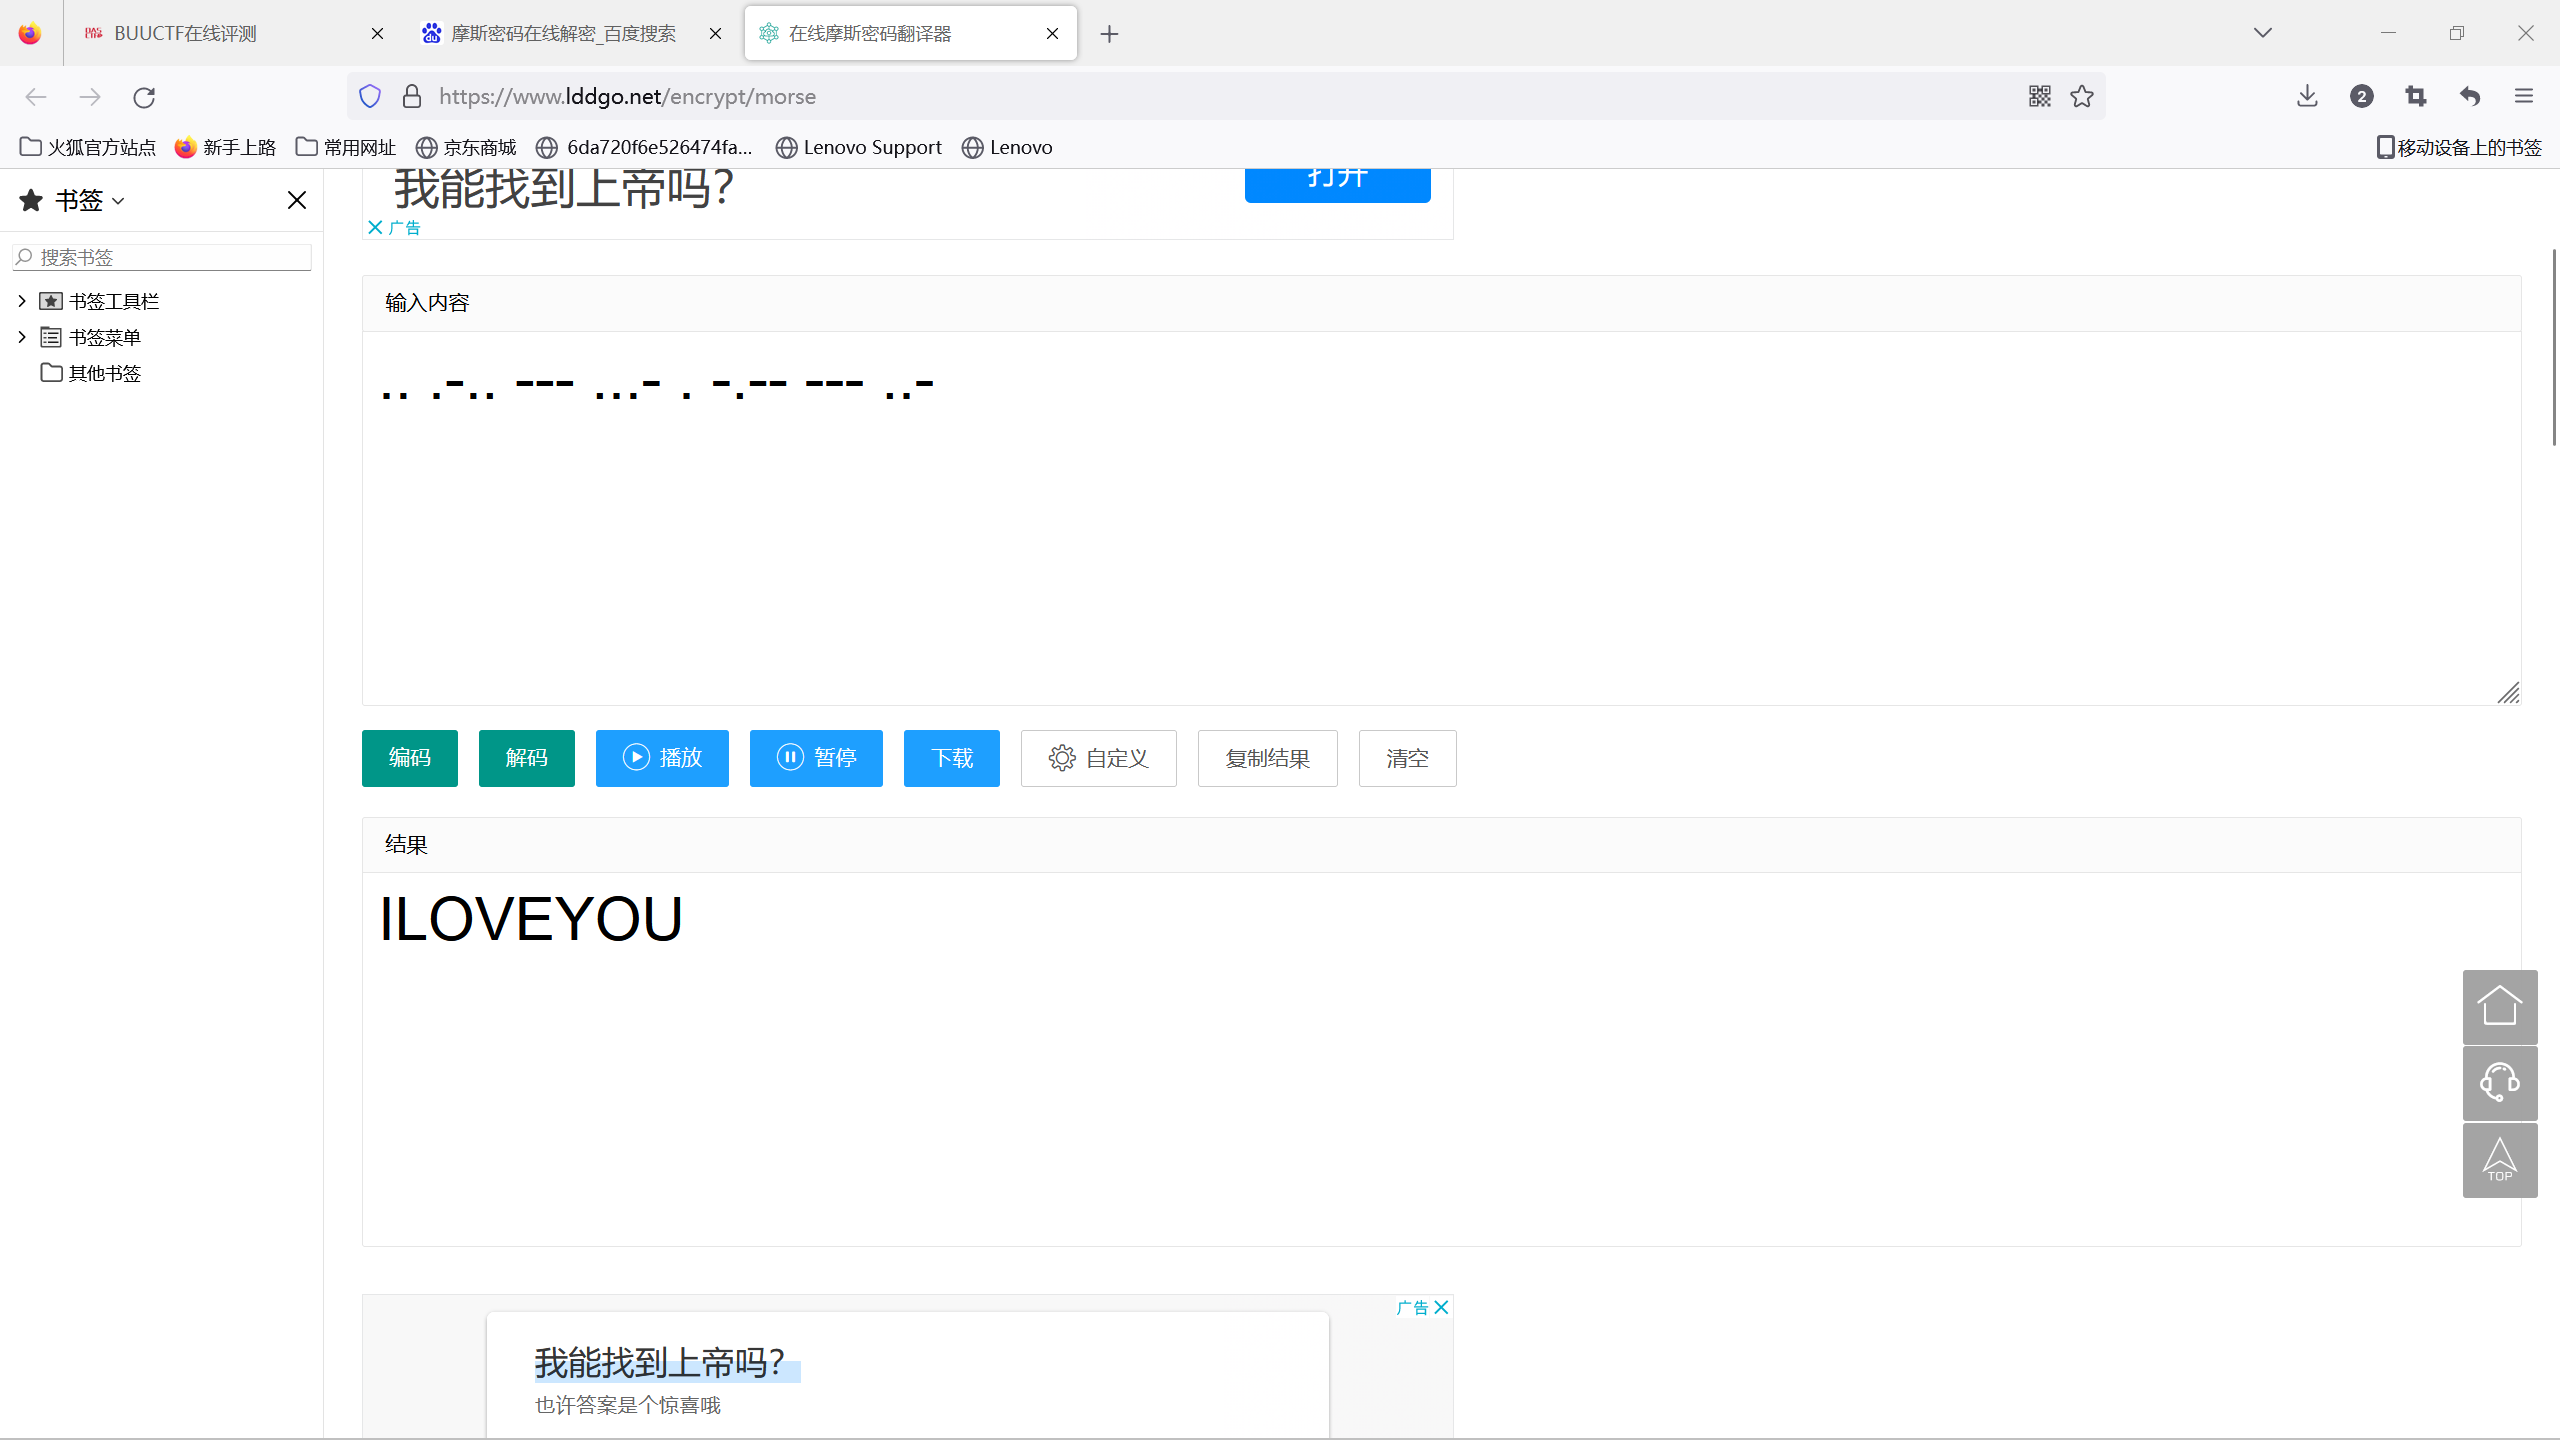 BUUCTF在线评测
摩斯密码在线解密_百度搜索
在线摩斯密码翻译器
https://www.lddgo.net/encrypt/morse
2
火狐官方站点
新手上路
常用网址
京东商城
6da720f6e526474fa...
Lenovo Support
Lenovo
移动设备上的书签
书签
搜索书签
书签工具栏
书签菜单
其他书签
我能找到上帝吗?
打开
广告
输入内容
.. .-.. --- ...- . -.-- --- ..-
编码
解码
播放
暂停
下载
自定义
复制结果
清空
结果
ILOVEYOU
TOP
广告
我能找到上帝吗?
也许答案是个惊喜哦